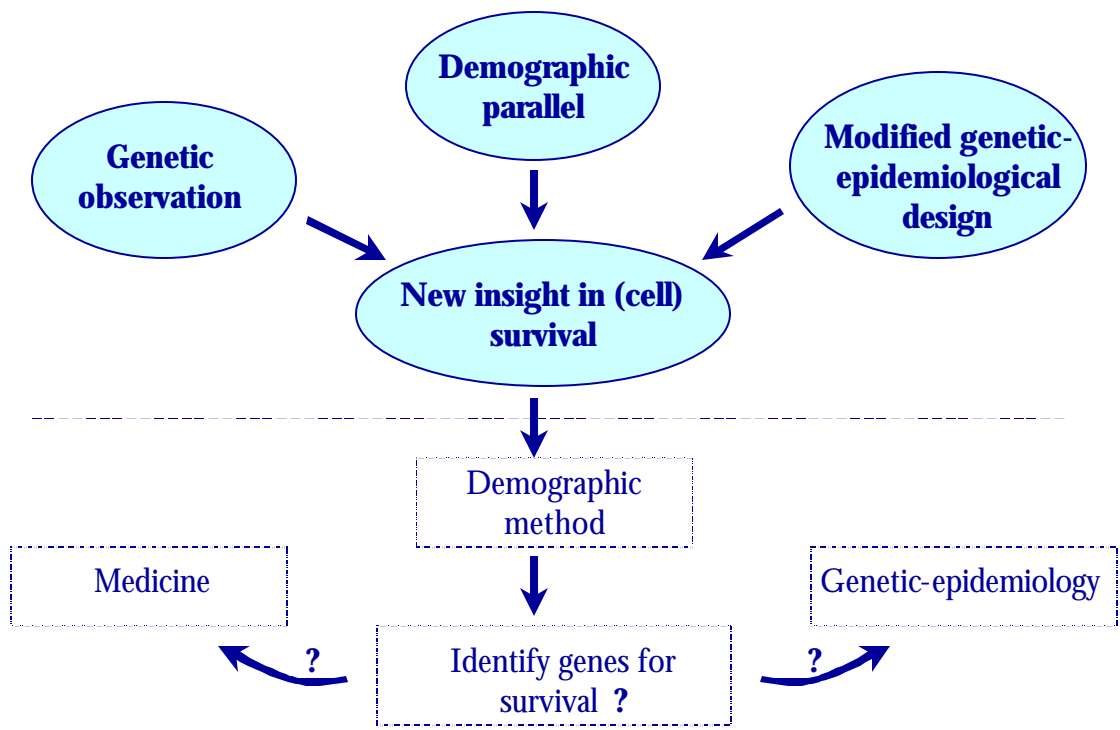 Demographic
parallel
Genetic
observation
Modified genetic-
epidemiological
design
New insight in (cell)
survival
Demographic
method
Medicine
Genetic-epidemiology
?
Identify genes for
survival ?
?